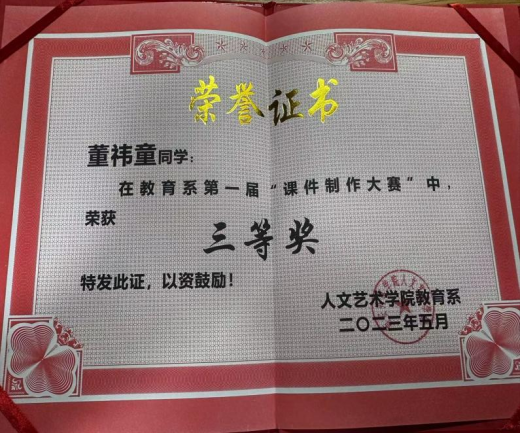 荣誉证书
董祎童同学：
在教育系第一届“课件制作大赛”中，
荣获
三等奖
特发此证，以资鼓励！
人文艺术学院教育系
二〇二三年五月